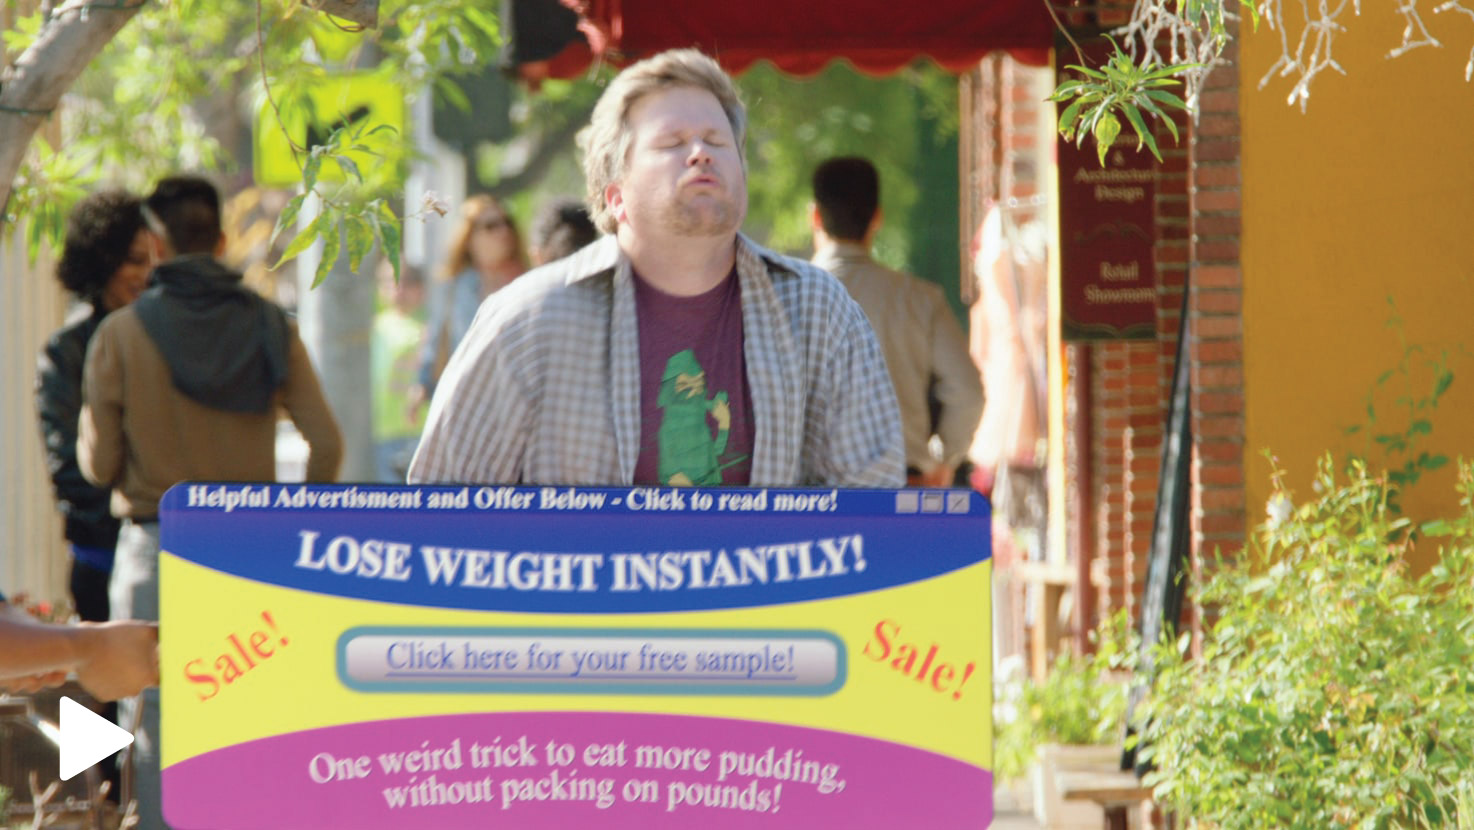 &
Architectural
Design
Retail
Showroom
Helpful Advertisment and Offer Below - Click to read more!
LOSE WEIGHT INSTANTLY!
Sale!
Click here for your free sample!
Sale!
One weird trick to eat more pudding,
without packing on pounds!